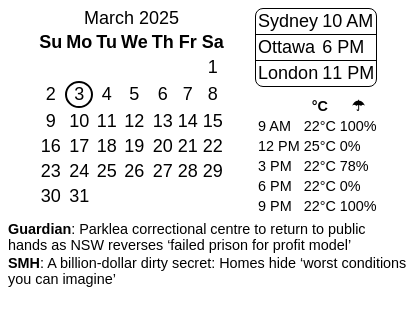 March 2025
Su Mo Tu We Th Fr Sa
1
2 3 4 5 6 7 8
9 10 11 12 13 14 15
16 17 18 19 20 21 22
23 24 25 26 27 28 29
30 31
Sydney 10 AM
Ottawa 6 PM
London 11 PM
°C ☂
9 AM 22°C 100%
12 PM 25°C 0%
3 PM 22°C 78%
6 PM 22°C 0%
9 PM 22°C 100%
Guardian: Parklea correctional centre to return to public
hands as NSW reverses ‘failed prison for profit model’
SMH: A billion-dollar dirty secret: Homes hide ‘worst conditions
you can imagine’